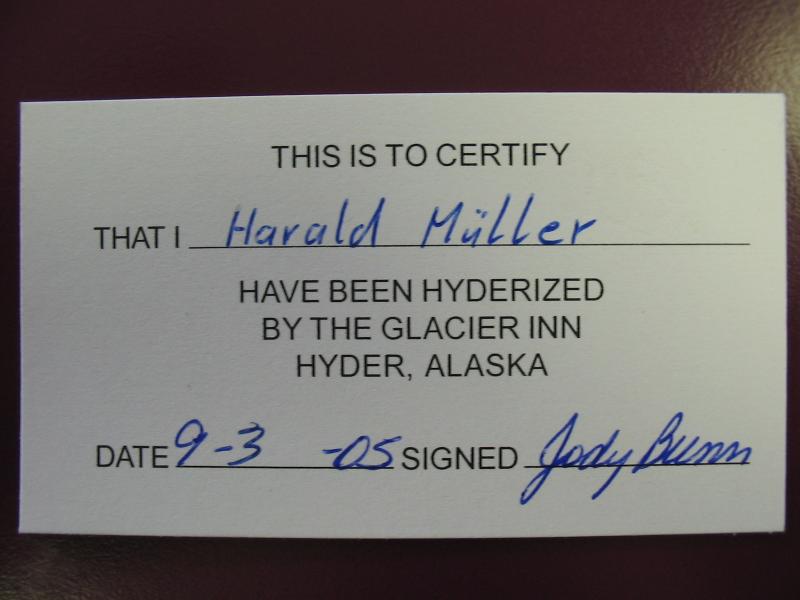 THIS IS TO CERTIFY
THAT I Harald Müller
HAVE BEEN HYDERIZED
BY THE GLACIER INN
HYDER, ALASKA
DATE 9-3 -05 SIGNED Jody Bunn